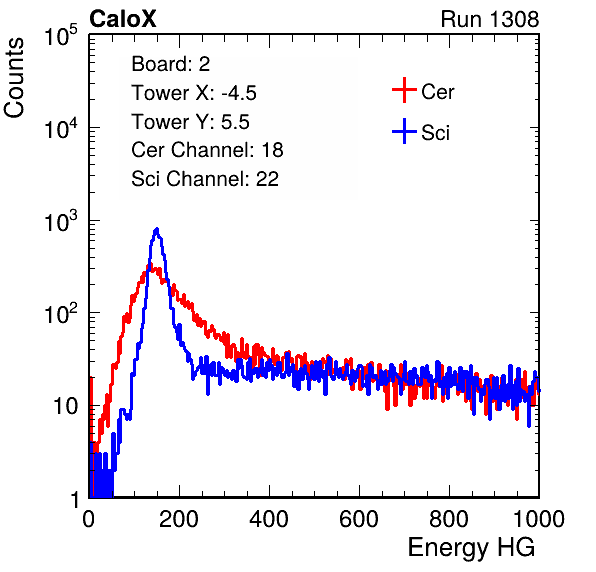 CaloX Run 1308
Counts
Board: 2
Tower X: -4.5
Tower Y: 5.5
Cer Channel: 18
Sci Channel: 22
Cer
Sci
10^5
10^4
10^3
10^2
10
1
0 200 400 600 800 1000
Energy HG